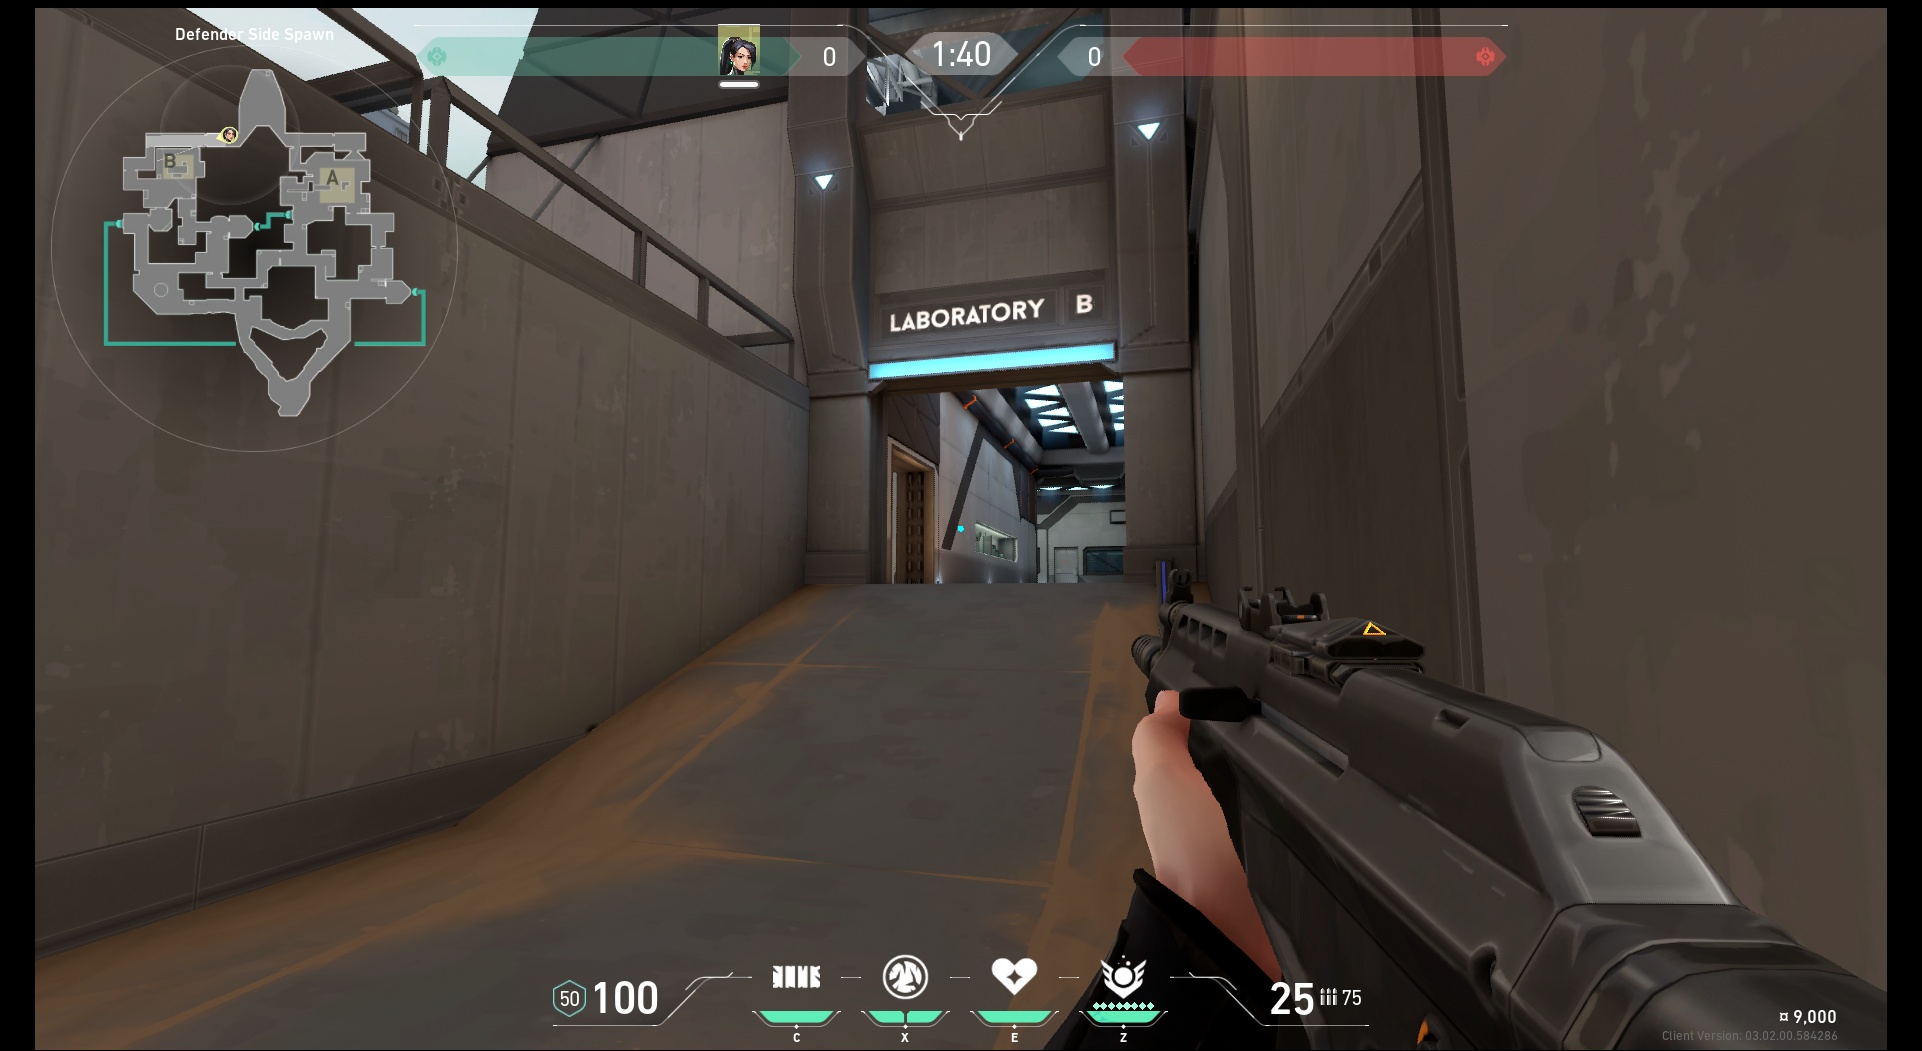 Defender Side Spawn
0
1:40
0
B
A
LABORATORY B
50 100
C
X
E
Z
25 75
¤ 9,000
Client Version: 03.02.00.584286